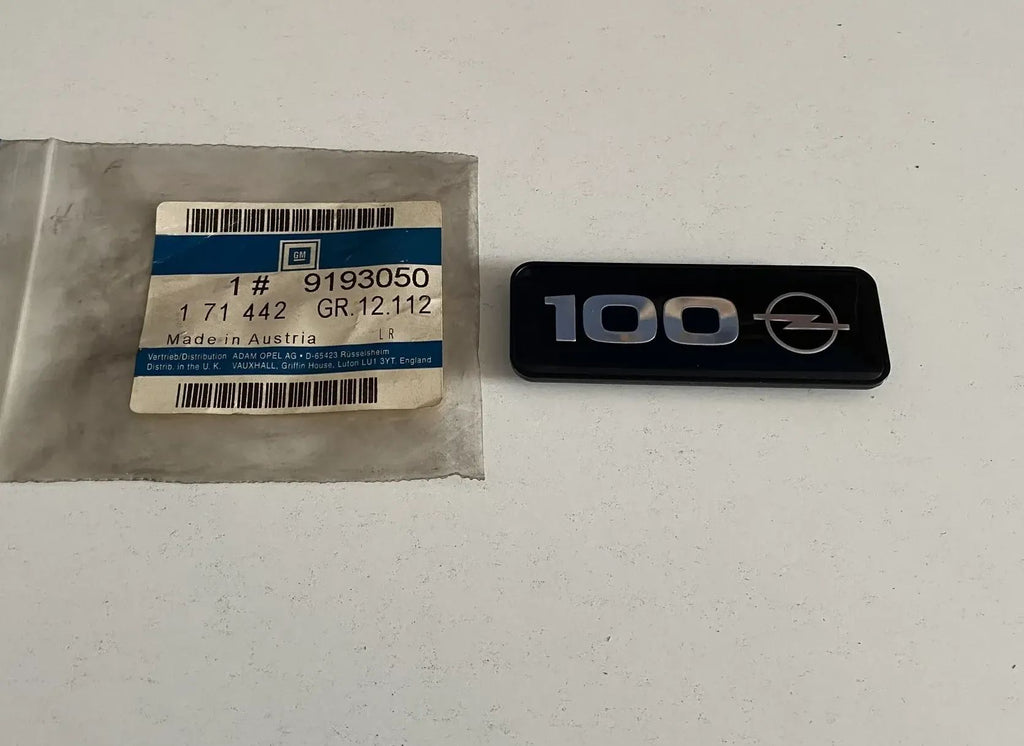 GM
1 # 9193050
1 71 442 GR.12.112
Made in Austria LR
Vertrieb/Distribution ADAM OPEL AG • D-65423 Rüsselsheim
Distrib. in the U.K. VAUXHALL, Griffin House, Luton LU1 3YT, England
100